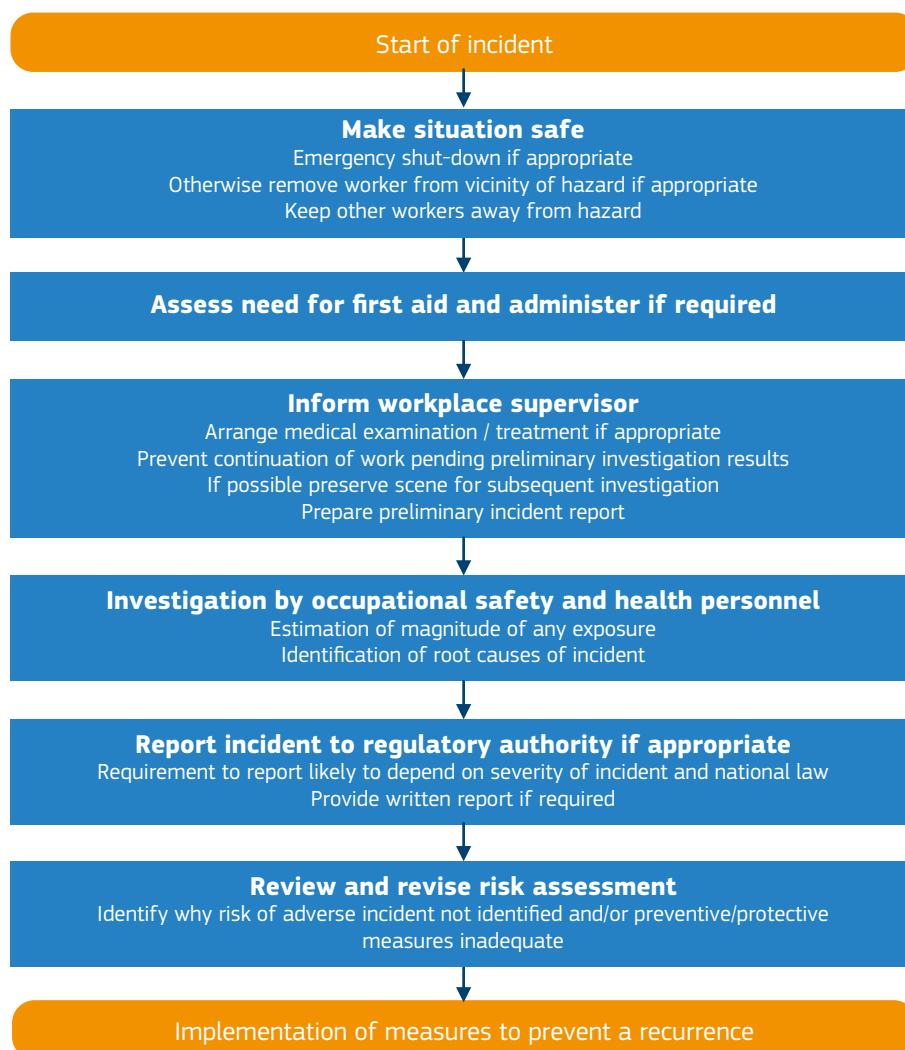 Start of incident
Make situation safe
Emergency shut-down if appropriate
Otherwise remove worker from vicinity of hazard if appropriate
Keep other workers away from hazard
Assess need for first aid and administer if required
Inform workplace supervisor
Arrange medical examination / treatment if appropriate
Prevent continuation of work pending preliminary investigation results
If possible preserve scene for subsequent investigation
Prepare preliminary incident report
Investigation by occupational safety and health personnel
Estimation of magnitude of any exposure
Identification of root causes of incident
Report incident to regulatory authority if appropriate
Requirement to report likely to depend on severity of incident and national law
Provide written report if required
Review and revise risk assessment
Identify why risk of adverse incident not identified and/or preventive/protective
measures inadequate
Implementation of measures to prevent a recurrence